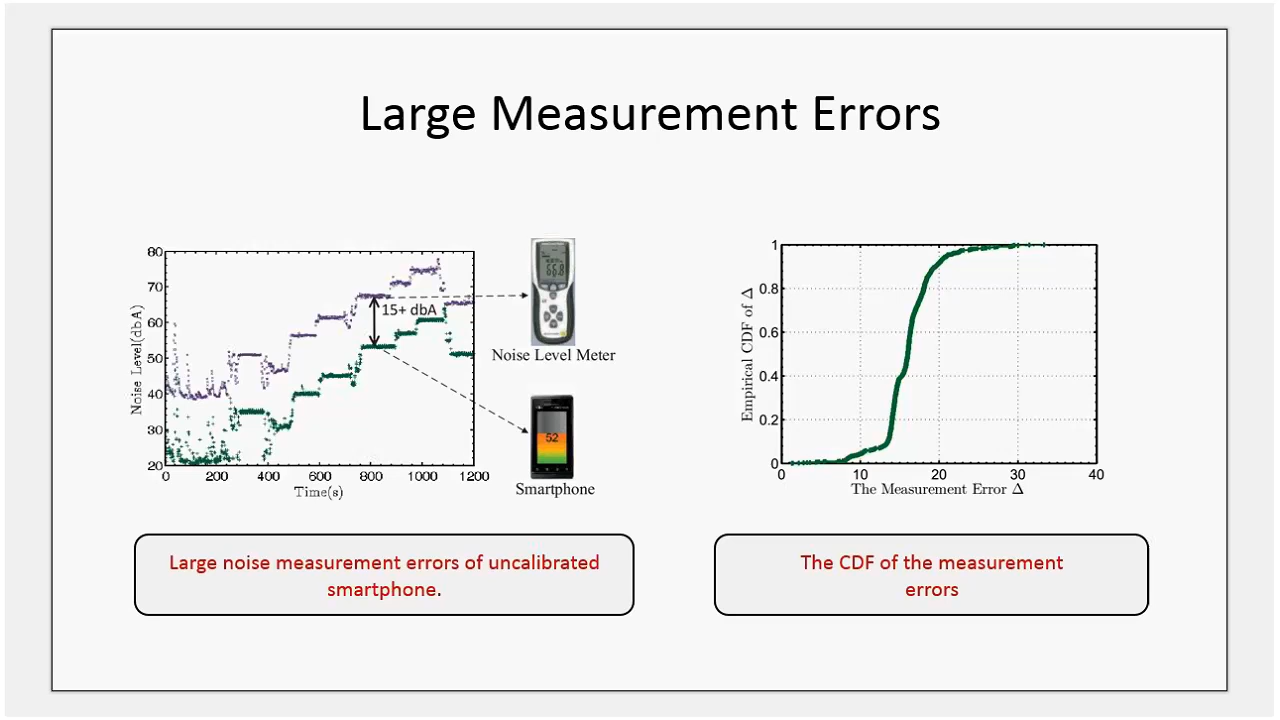 Large Measurement Errors
80
70
60
50
40
30
20
Noise Level(dbA)
0 200 400 600 800 1000 1200
Time(s)
15+ dbA
66.8
Noise Level Meter
52
Smartphone
1
0.8
0.6
0.4
0.2
0
Empirical CDF of Δ
0 10 20 30 40
The Measurement Error Δ
Large noise measurement errors of uncalibrated
smartphone.
The CDF of the measurement
errors